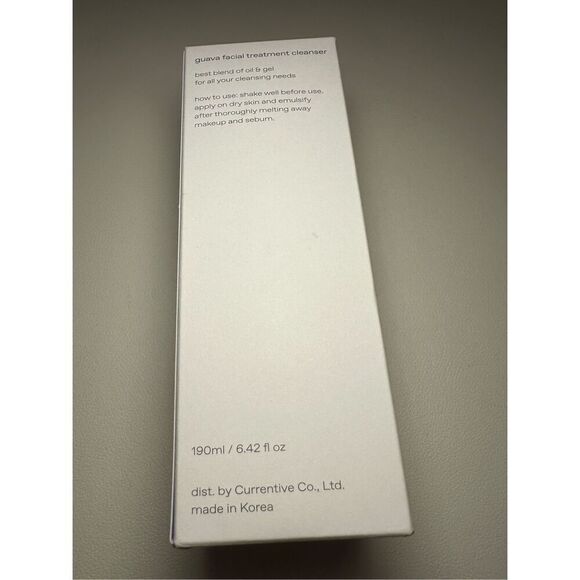 guava facial treatment cleanser
best blend of oil & gel
for all your cleansing needs
how to use: shake well before use,
apply on dry skin and emulsify
after thoroughly melting away
makeup and sebum.
190ml / 6.42 fl oz
dist. by Currentive Co., Ltd.
made in Korea